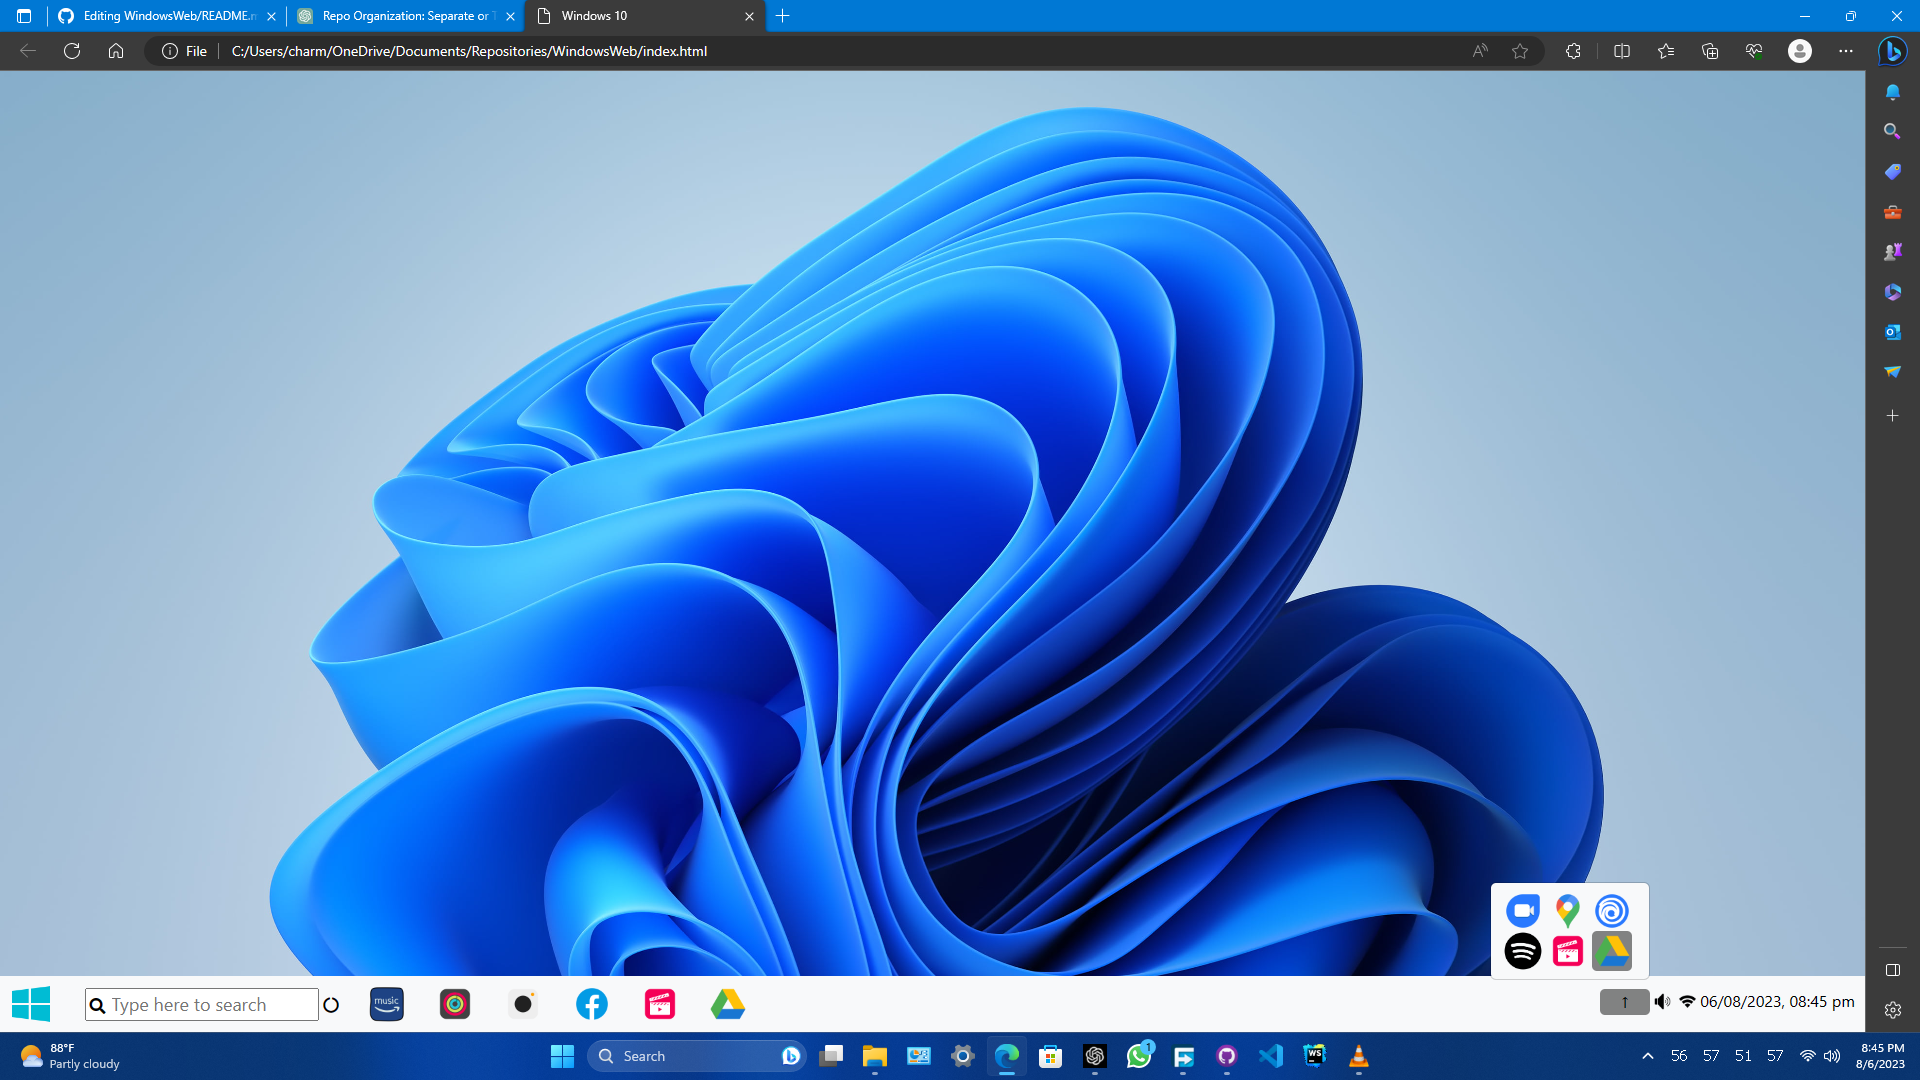 Editing WindowsWeb/README.m
Repo Organization: Separate or T
Windows 10
File
C:/Users/charm/OneDrive/Documents/Repositories/WindowsWeb/index.html
Type here to search
music
↑
06/08/2023, 08:45 pm
88°F
Partly cloudy
Search
WS
1
56 57 51 57
8:45 PM
8/6/2023